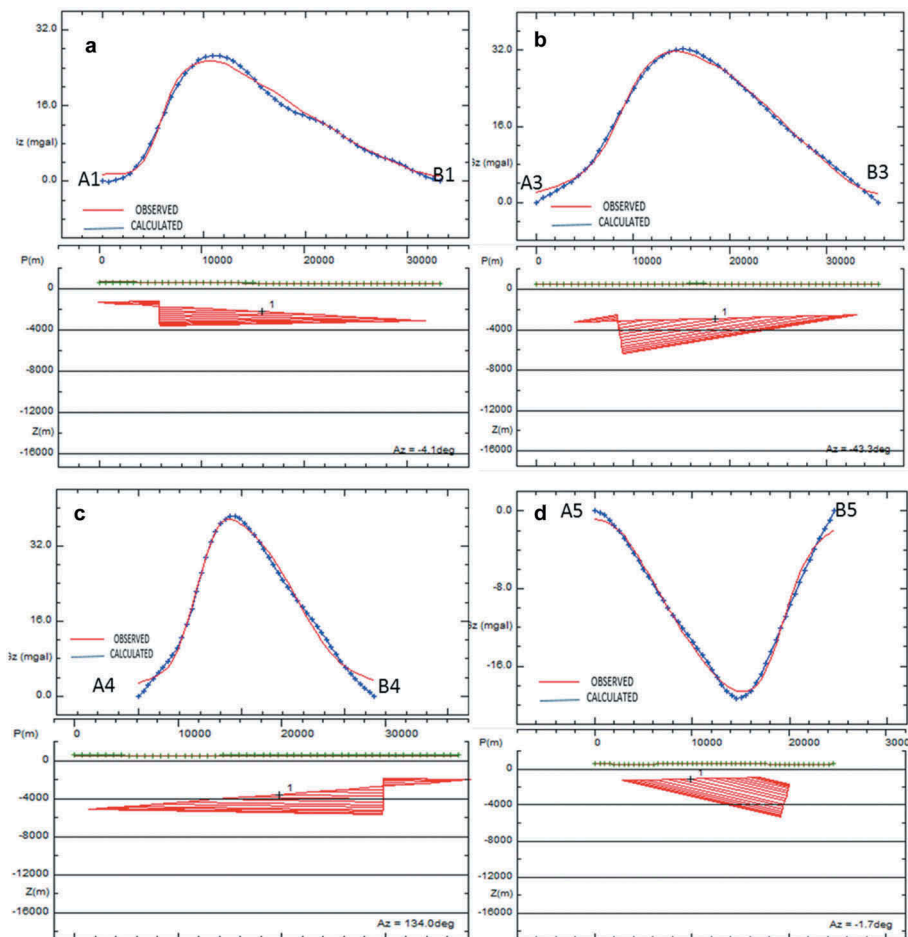 a
32.0
16.0
Gz (mgal)
0.0
A1
B1
OBSERVED
CALCULATED
P(m)
0
10000
20000
30000
0
1
-4000
-8000
-12000
Z(m)
-16000
Az = -4.1deg
b
32.0
16.0
Gz (mgal)
0.0
A3
B3
OBSERVED
CALCULATED
P(m)
0
10000
20000
30000
0
1
-4000
-8000
-12000
Z(m)
-16000
Az = -43.3deg
c
32.0
16.0
Gz (mgal)
0.0
A4
B4
OBSERVED
CALCULATED
P(m)
0
10000
20000
30000
0
1
-4000
-8000
-12000
Z(m)
-16000
Az = 134.0deg
d
0.0
A5
B5
-8.0
Gz (mgal)
-16.0
OBSERVED
CALCULATED
P(m)
0
10000
20000
3000
0
1
-4000
-8000
-12000
Z(m)
-16000
Az = -1.7deg